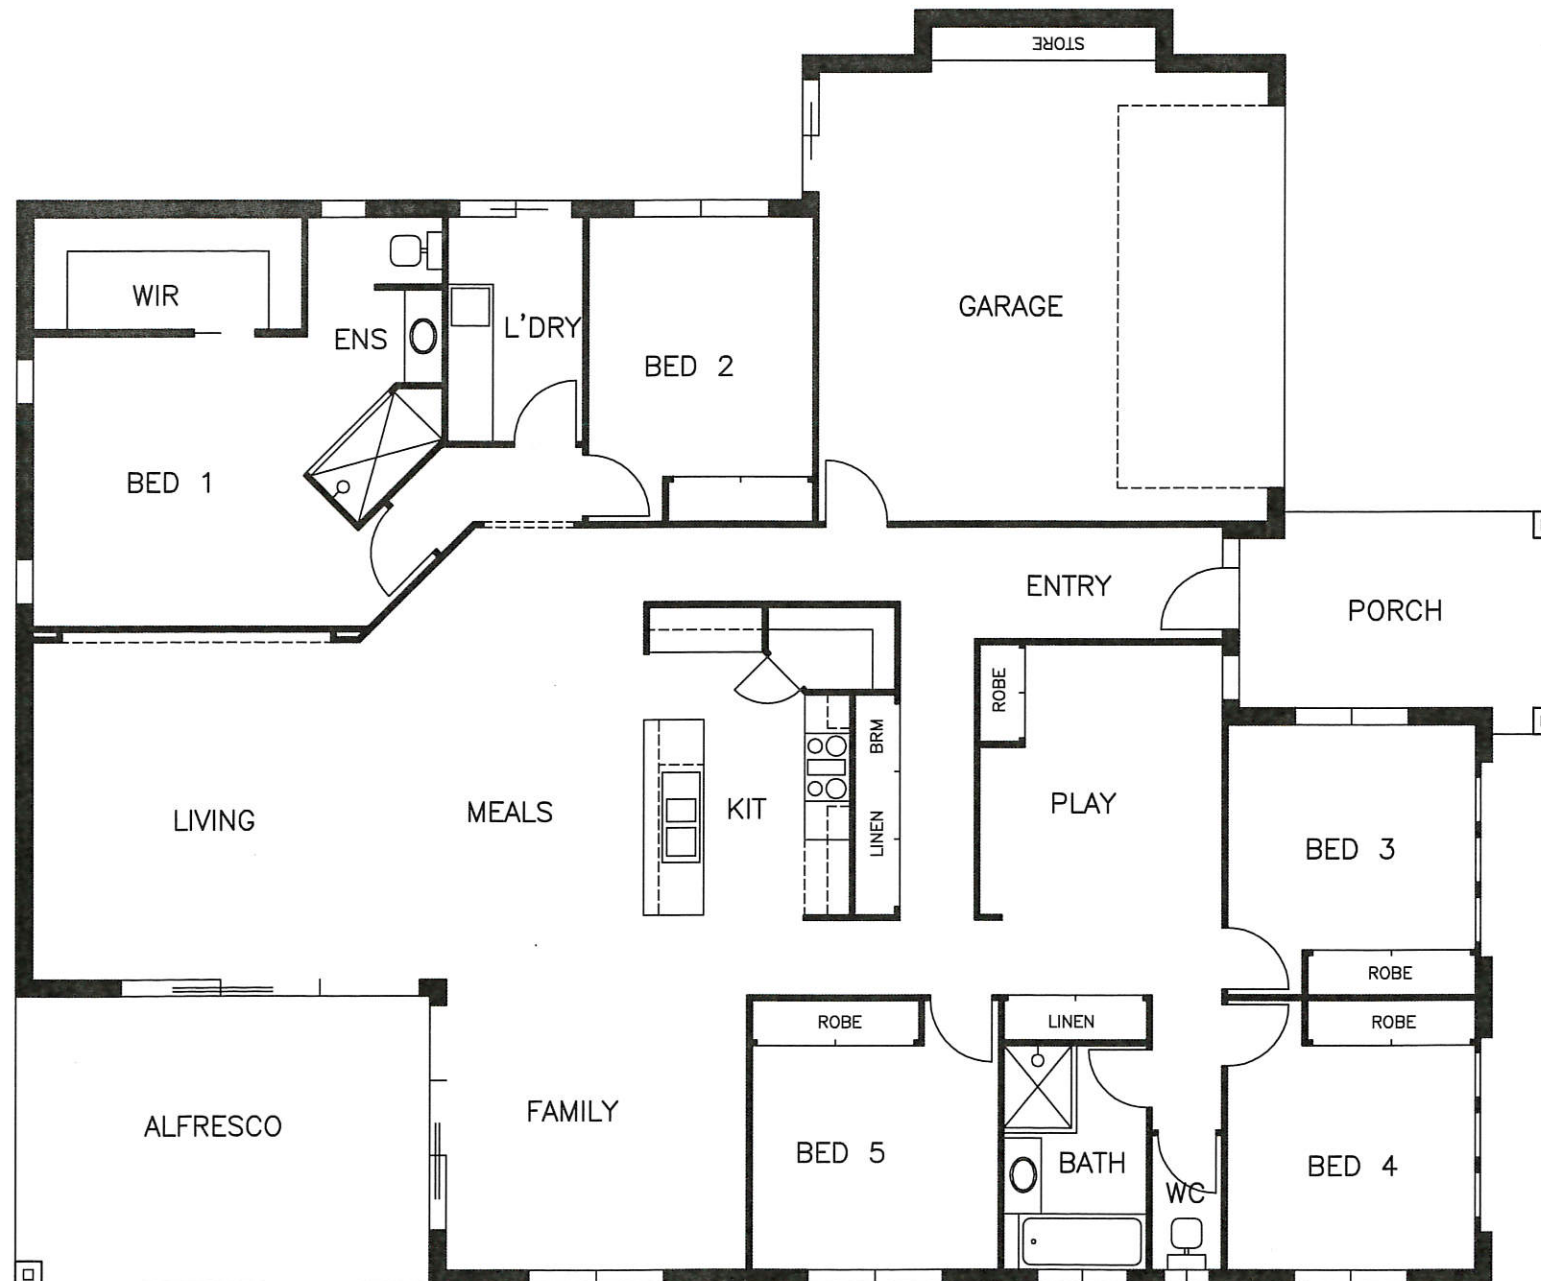 STORE
WIR
ENS
L'DRY
BED 2
GARAGE
BED 1
ENTRY
PORCH
ROBE
BRM
LINEN
LIVING
MEALS
KIT
PLAY
BED 3
ROBE
ROBE
LINEN
ROBE
ALFRESCO
FAMILY
BED 5
BATH
WC
BED 4